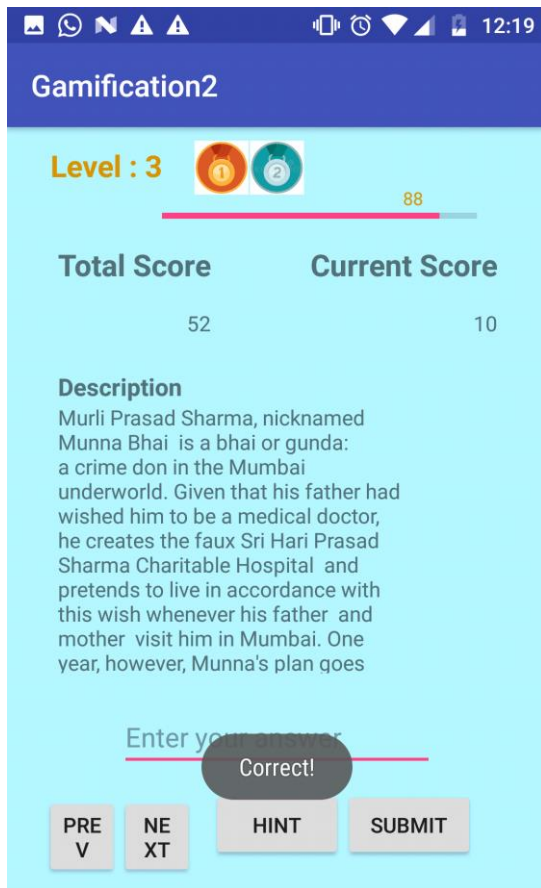 12:19
Gamification2
Level : 3
1
2
88
Total Score
Current Score
52
10
Description
Murli Prasad Sharma, nicknamed
Munna Bhai is a bhai or gunda:
a crime don in the Mumbai
underworld. Given that his father had
wished him to be a medical doctor,
he creates the faux Sri Hari Prasad
Sharma Charitable Hospital and
pretends to live in accordance with
this wish whenever his father and
mother visit him in Mumbai. One
year, however, Munna's plan goes
Enter your answer
Correct!
PRE
V
NE
XT
HINT
SUBMIT